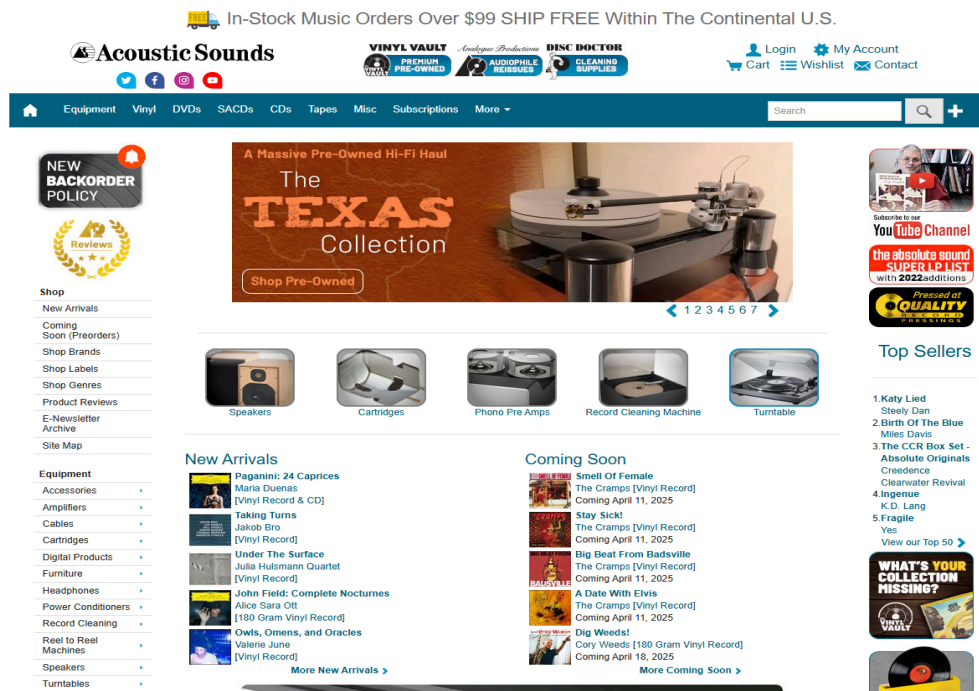 FREE In-Stock Music Orders Over $99 SHIP FREE Within The Continental U.S.
Acoustic Sounds
VINYL VAULT
PREMIUM
PRE-OWNED
Analogue Productions
AUDIOPHILE
REISSUES
DISC DOCTOR
CLEANING
SUPPLIES
Login My Account
Cart Wishlist Contact
Equipment Vinyl DVDs SACDs CDs Tapes Misc Subscriptions More
Search
NEW
BACKORDER
POLICY
Reviews
Shop
New Arrivals
Coming
Soon (Preorders)
Shop Brands
Shop Labels
Shop Genres
Product Reviews
E-Newsletter
Archive
Site Map
Equipment
Accessories
Amplifiers
Cables
Cartridges
Digital Products
Furniture
Headphones
Power Conditioners
Record Cleaning
Reel to Reel
Machines
Speakers
Turntables
A Massive Pre-Owned Hi-Fi Haul
The
TEXAS
Collection
Shop Pre-Owned
1 2 3 4 5 6 7
Speakers
Cartridges
Phono Pre Amps
Record Cleaning Machine
Turntable
New Arrivals
Paganini: 24 Caprices
Maria Duenas
[Vinyl Record & CD]
Taking Turns
Jakob Bro
[Vinyl Record]
Under The Surface
Julia Hulsmann Quartet
[Vinyl Record]
John Field: Complete Nocturnes
Alice Sara Ott
[180 Gram Vinyl Record]
Owls, Omens, and Oracles
Valerie June
[Vinyl Record]
More New Arrivals
Coming Soon
Smell Of Female
The Cramps [Vinyl Record]
Coming April 11, 2025
Stay Sick!
The Cramps [Vinyl Record]
Coming April 11, 2025
Big Beat From Badsville
The Cramps [Vinyl Record]
Coming April 11, 2025
A Date With Elvis
The Cramps [Vinyl Record]
Coming April 11, 2025
Dig Weeds!
Cory Weeds [180 Gram Vinyl Record]
Coming April 18, 2025
More Coming Soon
Subscribe to our
YouTube Channel
the absolute sound
SUPER LP LIST
with 2022 additions
Pressed at
QUALITY
RECORD
PRESSINGS
Top Sellers
1.Katy Lied
Steely Dan
2.Birth Of The Blue
Miles Davis
3.The CCR Box Set -
Absolute Originals
Creedence
Clearwater Revival
4.Ingenue
K.D. Lang
5.Fragile
Yes
View our Top 50
WHAT'S YOUR
COLLECTION
MISSING?
VINYL
VAULT